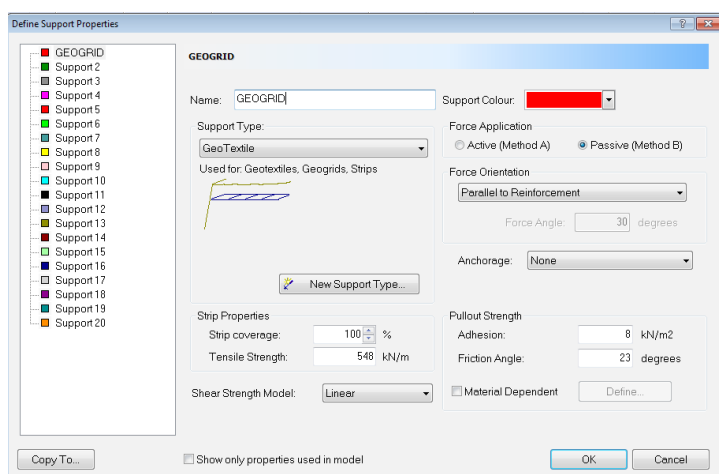 Define Support Properties
GEOGRID
Support 2
Support 3
Support 4
Support 5
Support 6
Support 7
Support 8
Support 9
Support 10
Support 11
Support 12
Support 13
Support 14
Support 15
Support 16
Support 17
Support 18
Support 19
Support 20
GEOGRID
Name: GEOGRID
Support Colour:
Support Type:
GeoTextile
Used for: Geotextiles, Geogrids, Strips
New Support Type...
Force Application
Active (Method A) Passive (Method B)
Force Orientation
Parallel to Reinforcement
Force Angle: 30 degrees
Anchorage: None
Strip Properties
Strip coverage: 100 %
Tensile Strength: 548 kN/m
Shear Strength Model: Linear
Pullout Strength
Adhesion: 8 kN/m2
Friction Angle: 23 degrees
Material Dependent Define...
Copy To...
Show only properties used in model
OK Cancel